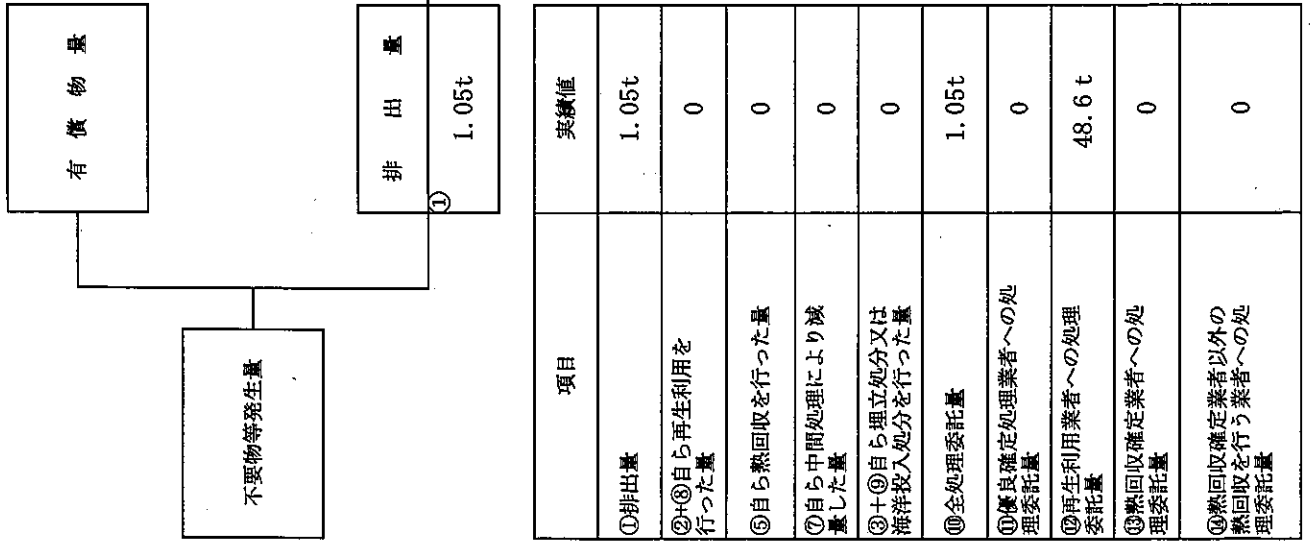 有償物量
不要物等発生量
排出量
①
1.05t
項目
実績値
①排出量
1.05t
②+⑧自ら再生利用を
行った量
0
⑤自ら熱回収を行った量
0
⑦自ら中間処理により減
量した量
0
③+⑨自ら埋立処分又は
海洋投入処分を行った量
0
⑩全処理委託量
1.05t
⑪優良確定処理業者への処
理委託量
0
⑫再生利用業者への処理
委託量
48.6 t
⑬熱回収確定業者への処
理委託量
0
⑭熱回収確定業者以外の
熱回収を行う業者への処
理委託量
0